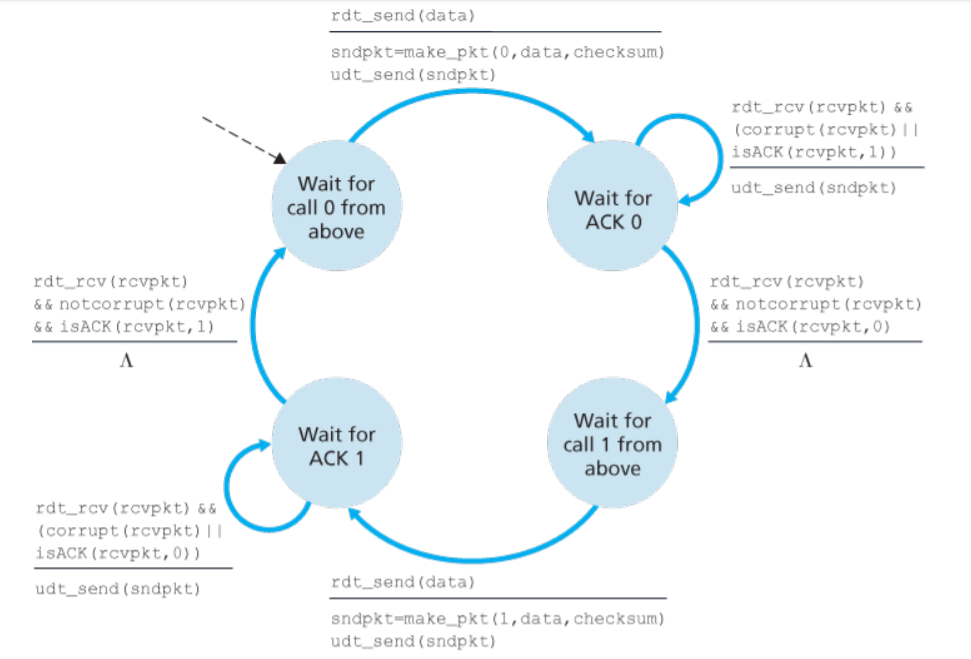 rdt_send(data)
sndpkt=make_pkt(0,data,checksum)
udt_send(sndpkt)
rdt_rcv(rcvpkt) &&
(corrupt(rcvpkt)||
isACK(rcvpkt,1))
udt_send(sndpkt)
Wait for
call 0 from
above
Wait for
ACK 0
rdt_rcv(rcvpkt)
&& notcorrupt(rcvpkt)
&& isACK(rcvpkt,1)
Λ
rdt_rcv(rcvpkt)
&& notcorrupt(rcvpkt)
&& isACK(rcvpkt,0)
Λ
Wait for
ACK 1
Wait for
call 1 from
above
rdt_rcv(rcvpkt) &&
(corrupt(rcvpkt)||
isACK(rcvpkt,0))
udt_send(sndpkt)
rdt_send(data)
sndpkt=make_pkt(1,data,checksum)
udt_send(sndpkt)